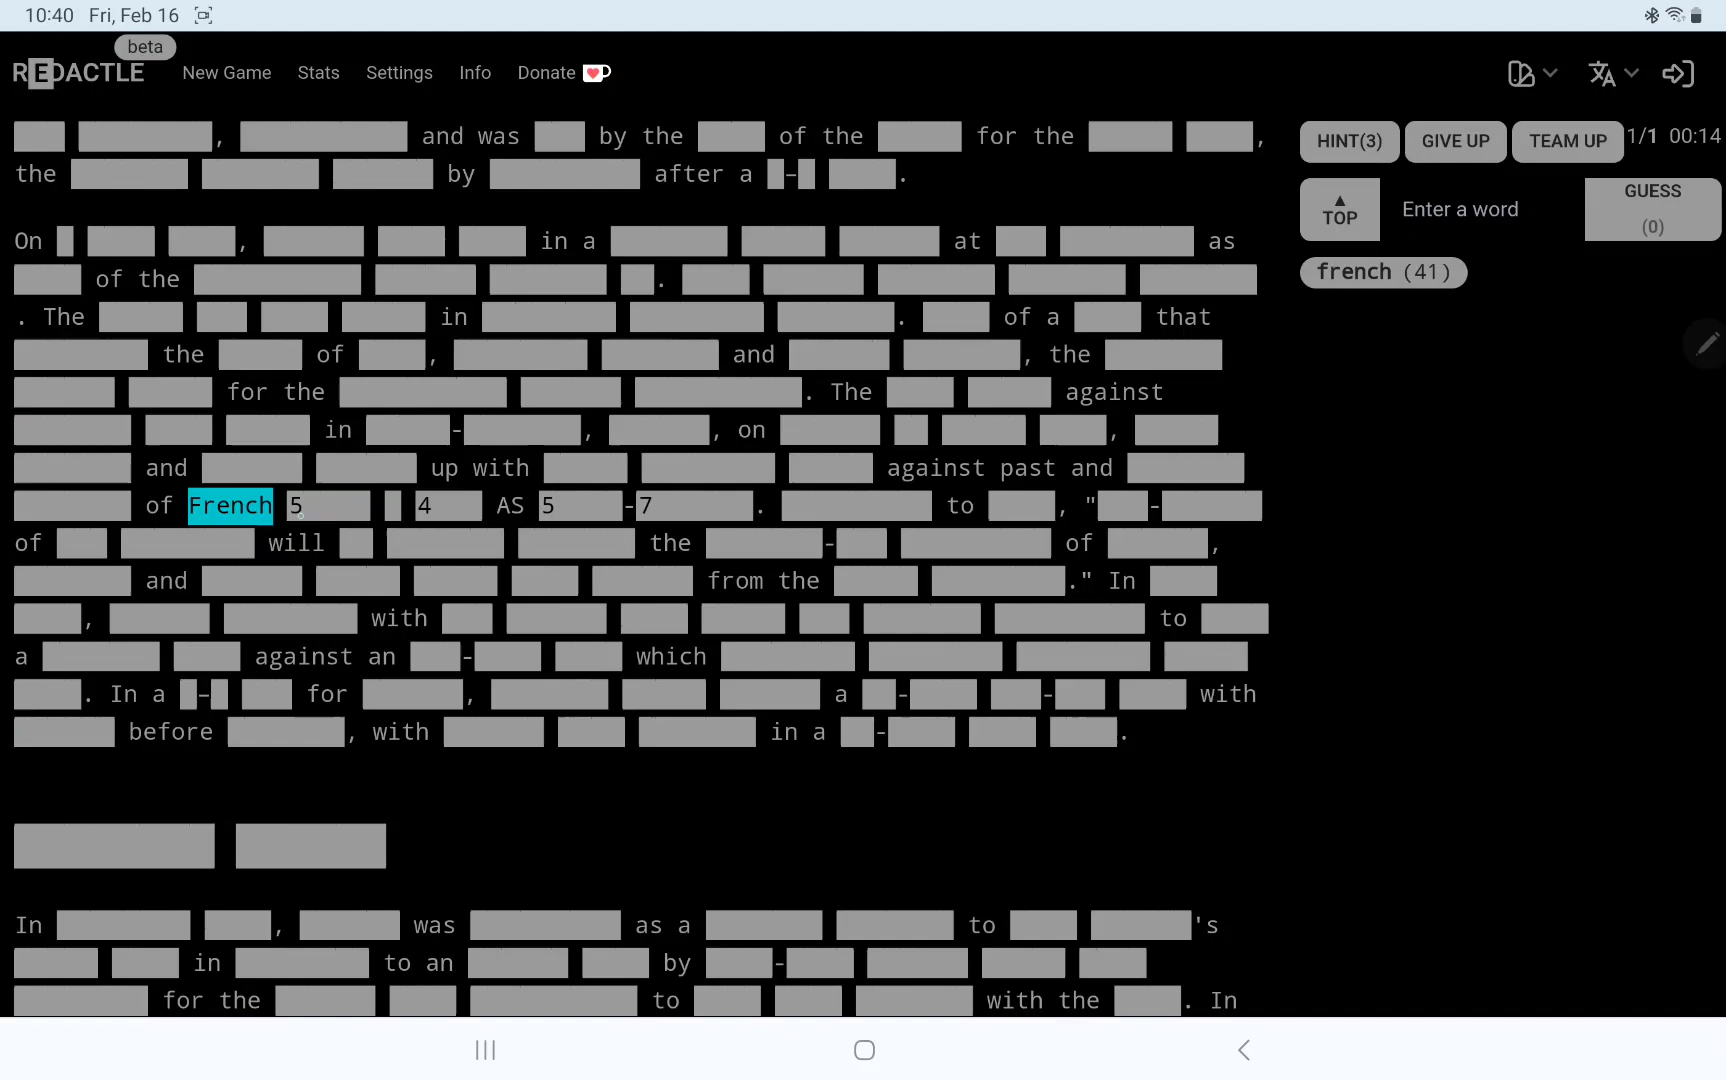 10:40 Fri, Feb 16
beta
REDACTLE New Game Stats Settings Info Donate
, and was by the of the for the ,
the by after a – .
On , in a at as
of the .
. The in . of a that
the of , and , the
for the . The against
in - , , on ,
and up with against past and
of French 5 4 AS 5 -7 . to , " -
of will the - of ,
and from the ." In
, with to
a against an - which
. In a – for , a - - with
before , with in a - .
In , was as a to 's
in to an by -
for the to with the . In
HINT(3) GIVE UP TEAM UP 1/1 00:14
▲ TOP Enter a word GUESS (0)
french (41)